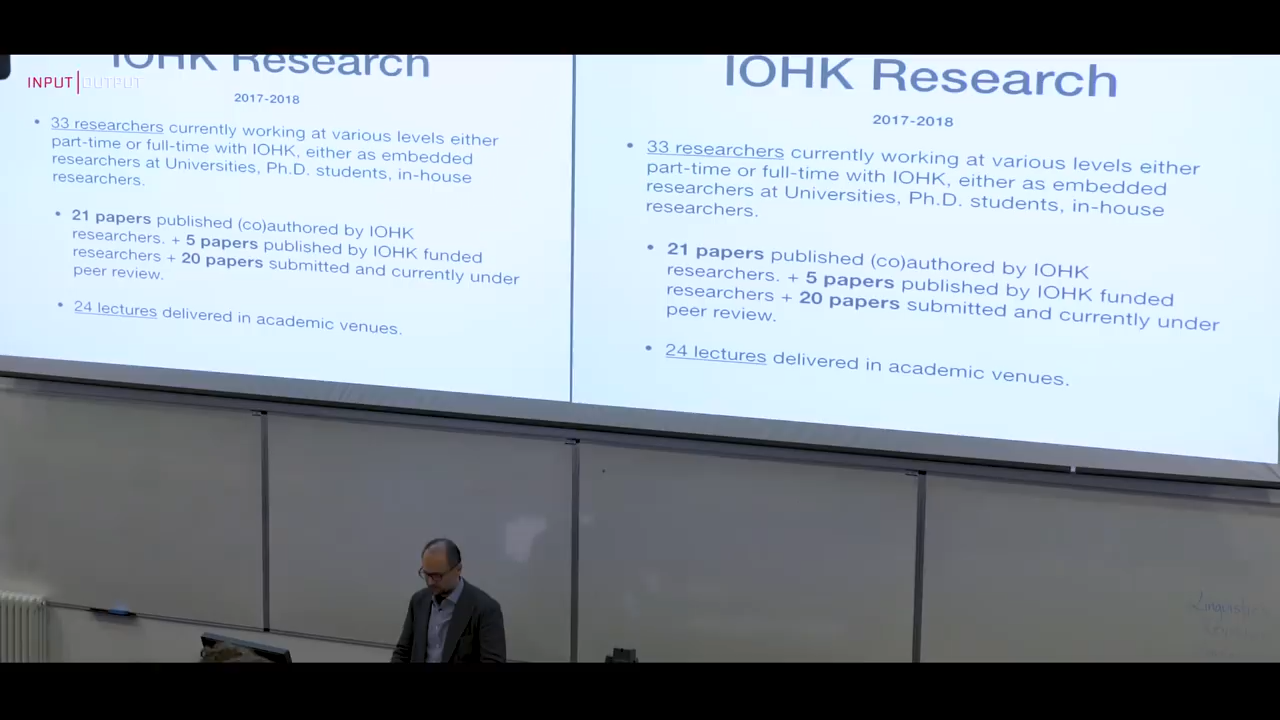 INPUT|OUTPUT
IOHK Research
2017-2018
• 33 researchers currently working at various levels either
part-time or full-time with IOHK, either as embedded
researchers at Universities, Ph.D. students, in-house
researchers.
• 21 papers published (co)authored by IOHK
researchers. + 5 papers published by IOHK funded
researchers + 20 papers submitted and currently under
peer review.
• 24 lectures delivered in academic venues.
IOHK Research
2017-2018
• 33 researchers currently working at various levels either
part-time or full-time with IOHK, either as embedded
researchers at Universities, Ph.D. students, in-house
researchers.
• 21 papers published (co)authored by IOHK
researchers. + 5 papers published by IOHK funded
researchers + 20 papers submitted and currently under
peer review.
• 24 lectures delivered in academic venues.